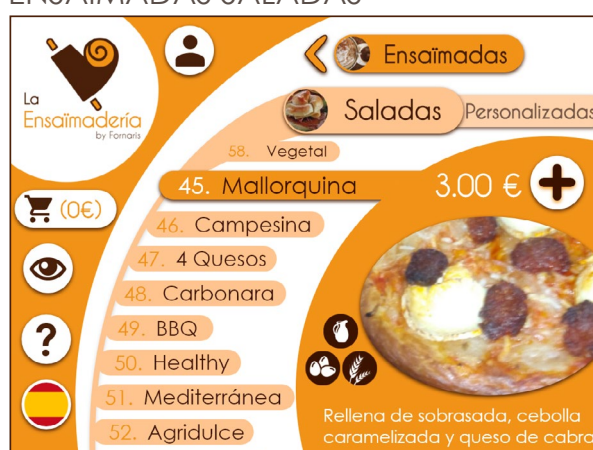 ENSAÏMADAS SALADAS
La
Ensaïmadería
by Fornaris
Ensaïmadas
Saladas
Personalizadas
58. Vegetal
45. Mallorquina 3.00 €
(0€)
46. Campesina
47. 4 Quesos
48. Carbonara
49. BBQ
50. Healthy
51. Mediterránea
52. Agridulce
?
Rellena de sobrasada, cebolla
caramelizada y queso de cabra